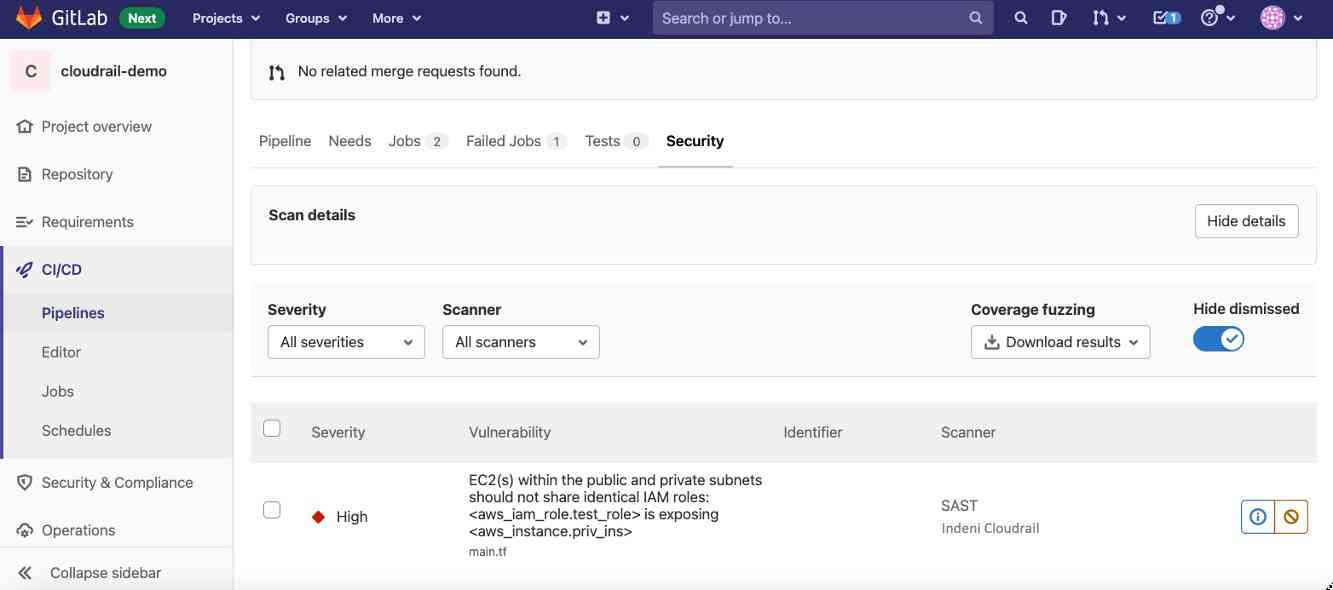 GitLab Next Projects Groups More Search or jump to... 1
C cloudrail-demo
Project overview
Repository
Requirements
CI/CD
Pipelines
Editor
Jobs
Schedules
Security & Compliance
Operations
Collapse sidebar
No related merge requests found.
Pipeline Needs Jobs 2 Failed Jobs 1 Tests 0 Security
Scan details
Hide details
Severity Scanner Coverage fuzzing Hide dismissed
All severities All scanners Download results
Severity Vulnerability Identifier Scanner
High
EC2(s) within the public and private subnets
should not share identical IAM roles:
<aws_iam_role.test_role> is exposing
<aws_instance.priv_ins>
main.tf
SAST
Indeni Cloudrail